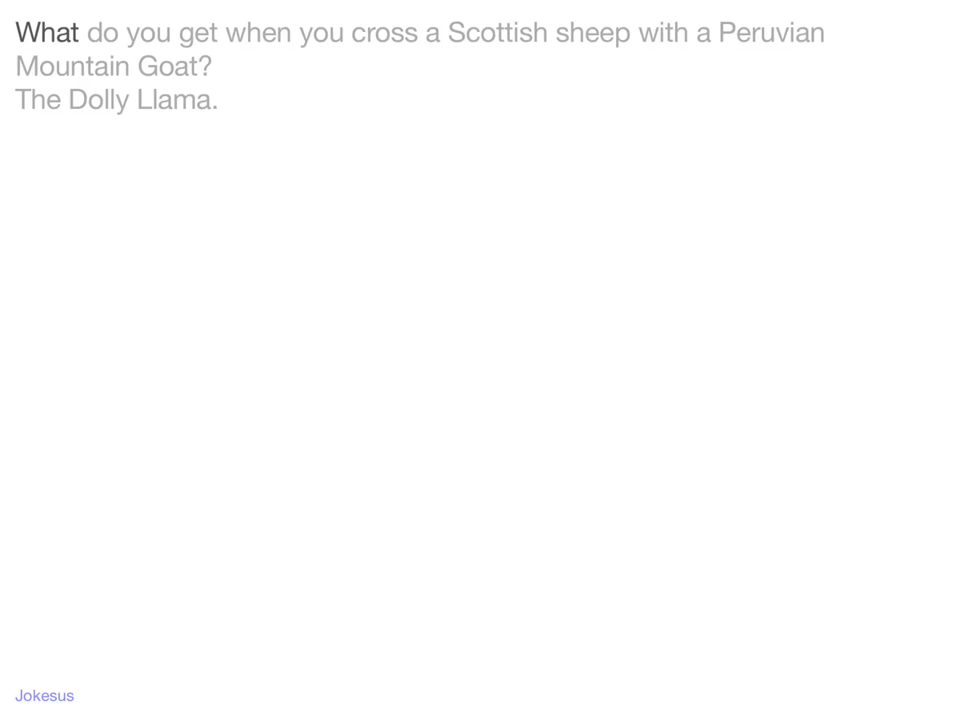 What do you get when you cross a Scottish sheep with a Peruvian
Mountain Goat?
The Dolly Llama.
Jokesus